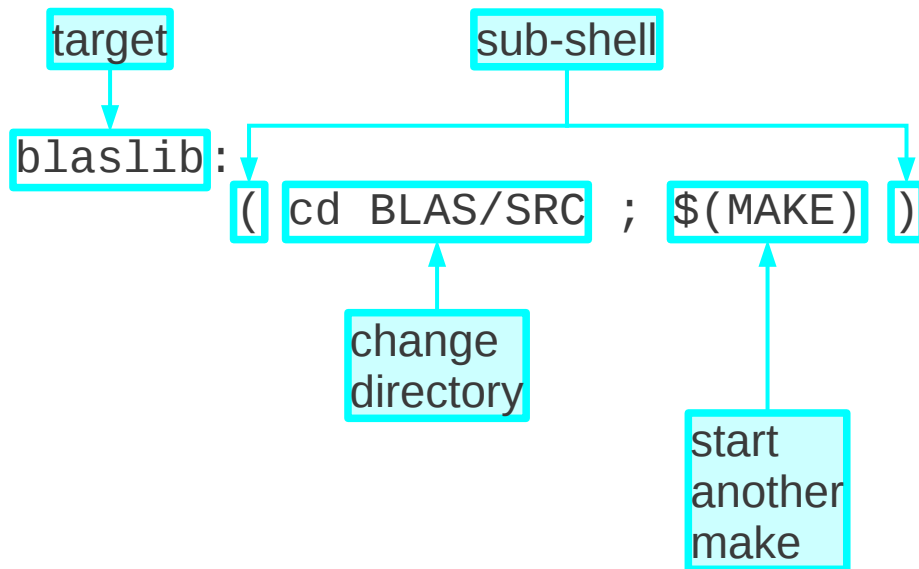 target
sub-shell
blaslib:
( cd BLAS/SRC ; $(MAKE) )
change
directory
start
another
make